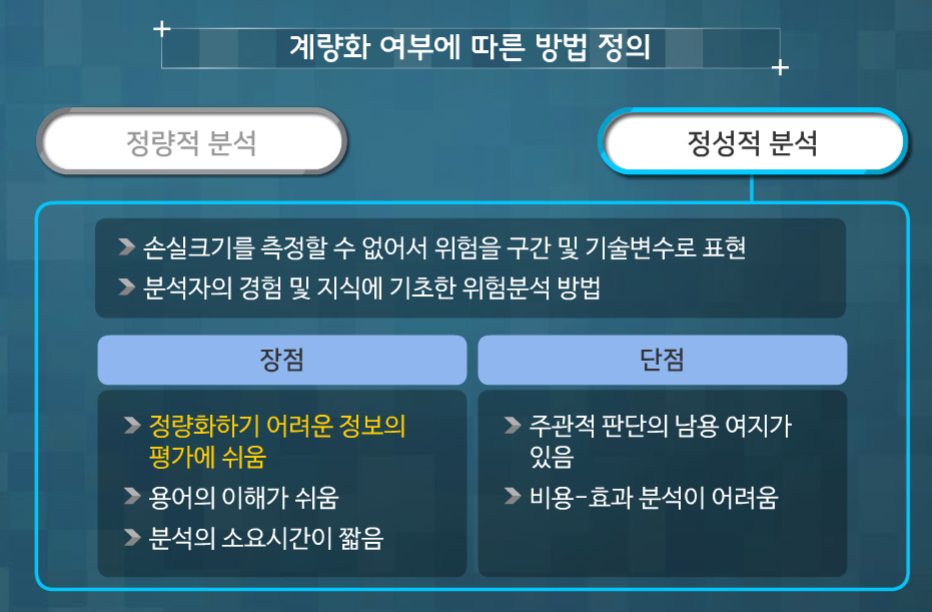 계량화 여부에 따른 방법 정의
정량적 분석
정성적 분석
손실크기를 측정할 수 없어서 위험을 구간 및 기술변수로 표현
분석자의 경험 및 지식에 기초한 위험분석 방법
장점
정량화하기 어려운 정보의
평가에 쉬움
용어의 이해가 쉬움
분석의 소요시간이 짧음
단점
주관적 판단의 남용 여지가
있음
비용-효과 분석이 어려움